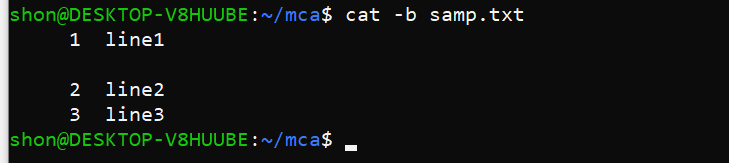 shon@DESKTOP-V8HUUBE:~/mca$ cat -b samp.txt
1 line1
2 line2
3 line3
shon@DESKTOP-V8HUUBE:~/mca$